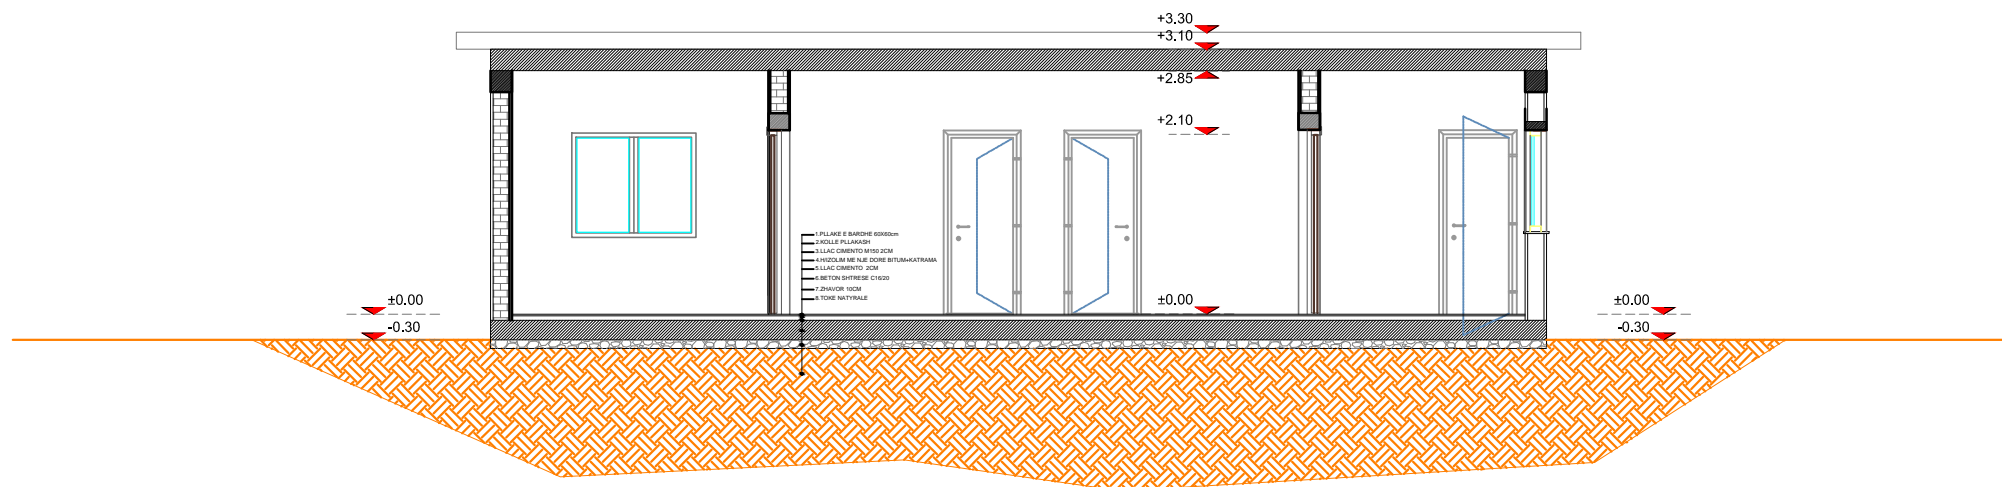 +3.30
+3.10
+2.85
+2.10
1.PLLAKE E BARDHE 60X60cm
2.KOLLE PLLAKASH
3.LLAC CIMENTO M150 2CM
4.HIZOLIM ME NJE DORE BITUM+KATRAMA
5.LLAC CIMENTO 2CM
6.BETON SHTRESE C16/20
7.ZHAVOR 10CM
8.TOKE NATYRALE
±0.00
-0.30
±0.00
±0.00
-0.30